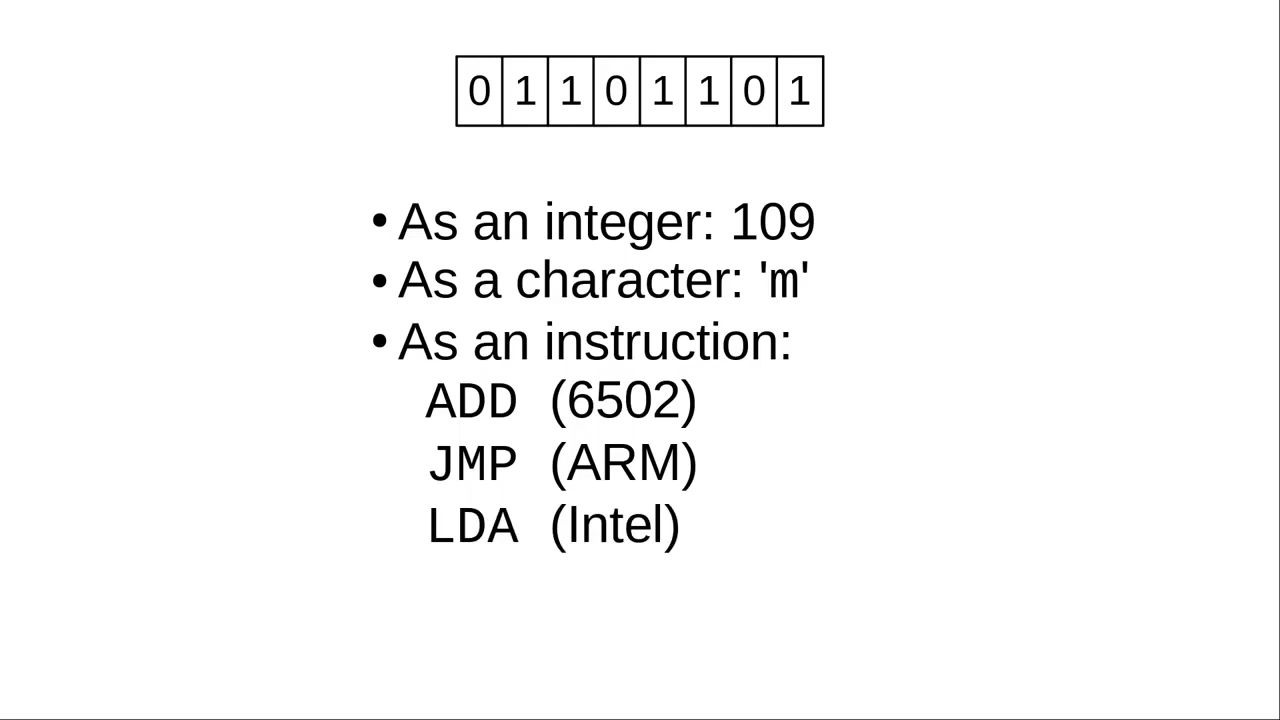 0 1 1 0 1 1 0 1
• As an integer: 109
• As a character: 'm'
• As an instruction:
ADD (6502)
JMP (ARM)
LDA (Intel)